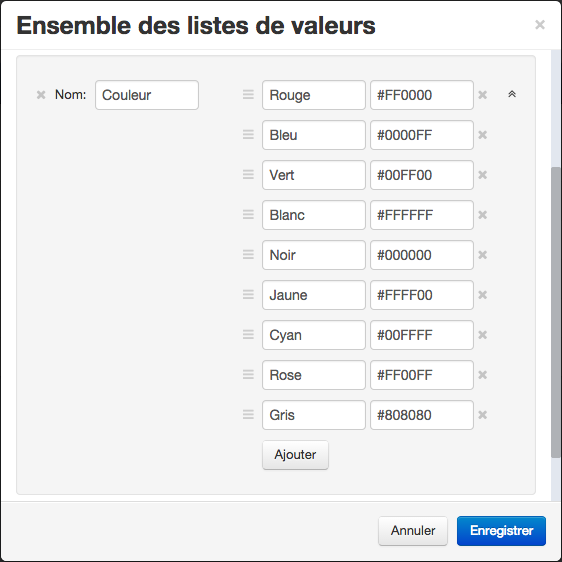 Ensemble des listes de valeurs
Nom: Couleur Rouge #FF0000
Bleu #0000FF
Vert #00FF00
Blanc #FFFFFF
Noir #000000
Jaune #FFFF00
Cyan #00FFFF
Rose #FF00FF
Gris #808080
Ajouter
Annuler Enregistrer